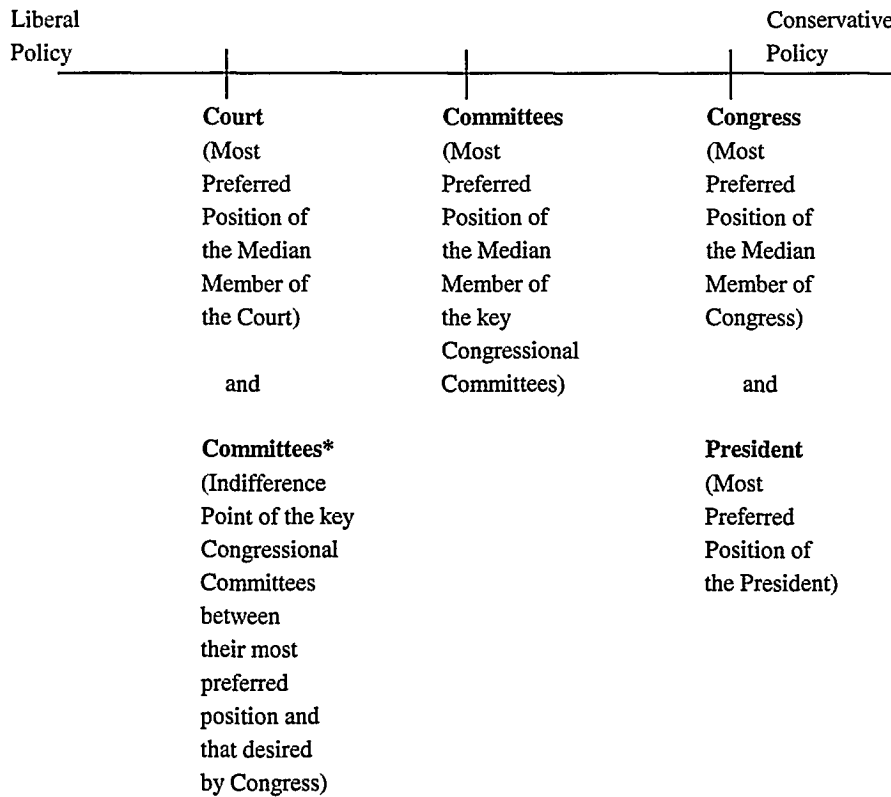 Liberal
Policy
Conservative
Policy
Court
(Most
Preferred
Position of
the Median
Member of
the Court)
and
Committees*
(Indifference
Point of the key
Congressional
Committees
between
their most
preferred
position and
that desired
by Congress)
Committees
(Most
Preferred
Position of
the Median
Member of
the key
Congressional
Committees)
Congress
(Most
Preferred
Position of
the Median
Member of
Congress)
and
President
(Most
Preferred
Position of
the President)